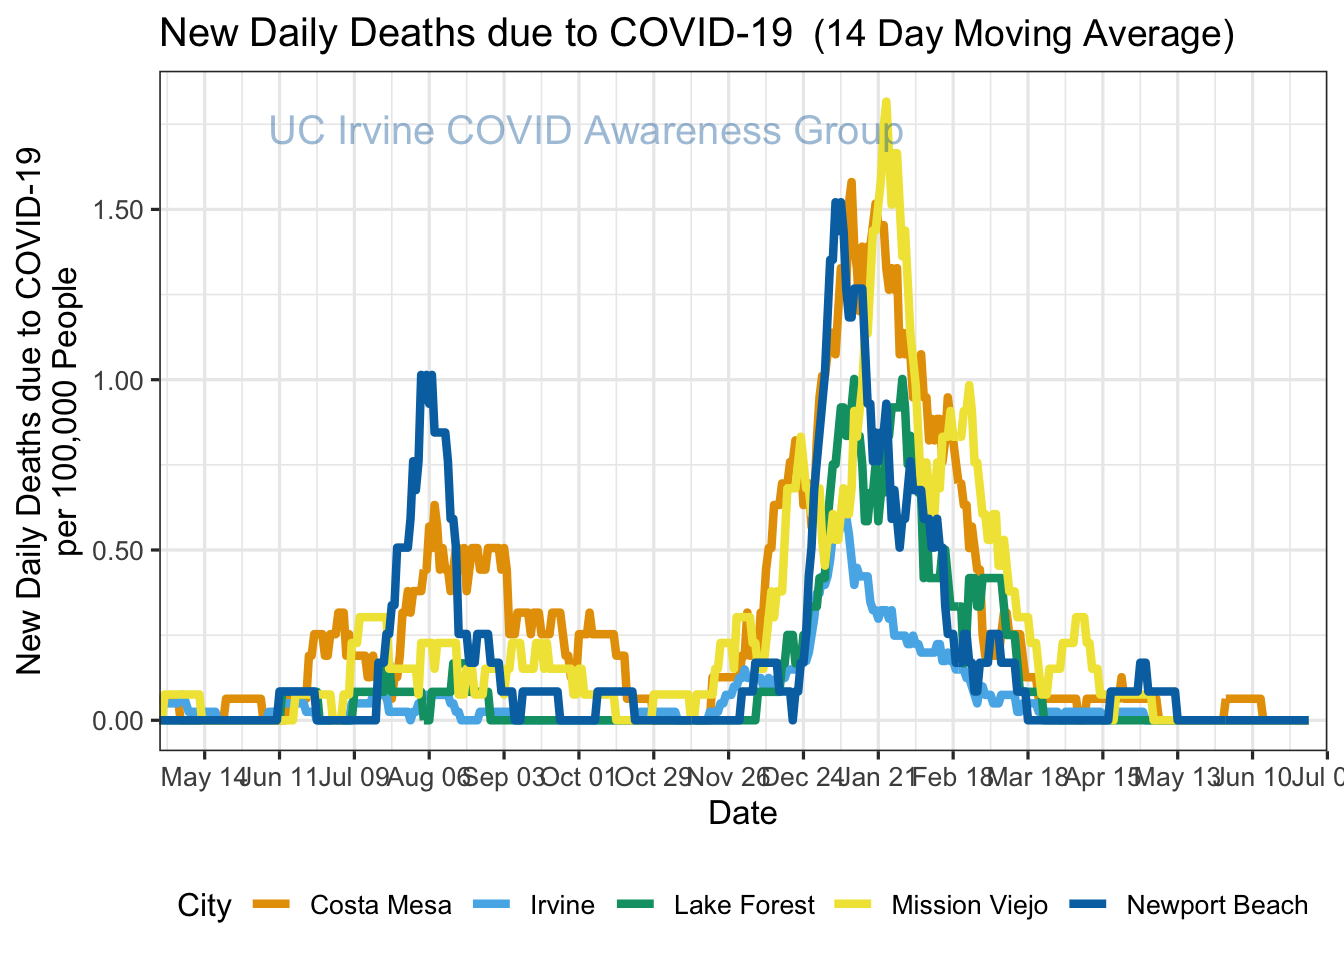 New Daily Deaths due to COVID-19 (14 Day Moving Average)
UC Irvine COVID Awareness Group
New Daily Deaths due to COVID-19
per 100,000 People
1.50
1.00
0.50
0.00
May 14 Jun 11 Jul 09 Aug 06 Sep 03 Oct 01 Oct 29 Nov 26 Dec 24 Jan 21 Feb 18 Mar 18 Apr 15 May 13 Jun 10 Jul 0
Date
City Costa Mesa Irvine Lake Forest Mission Viejo Newport Beach